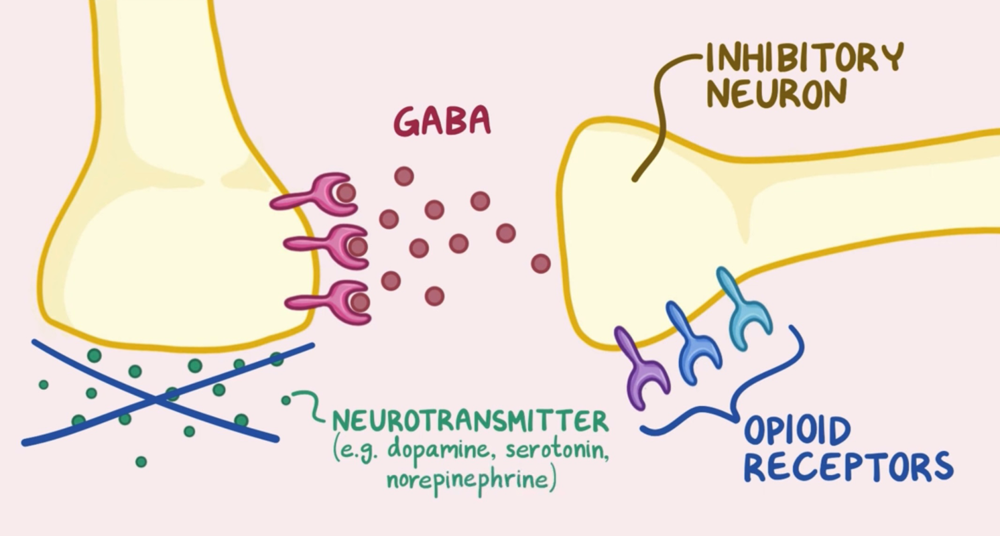 INHIBITORY
NEURON
GABA
NEUROTRANSMITTER
(e.g. dopamine, serotonin,
norepinephrine)
OPIOID
RECEPTORS